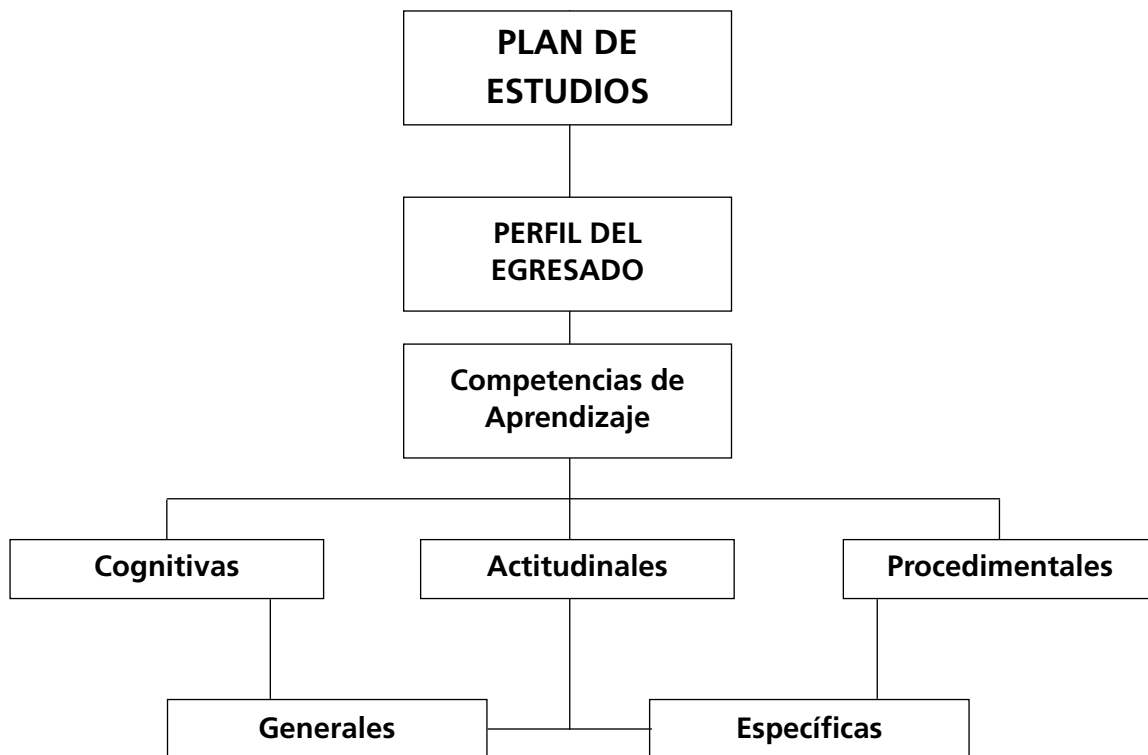 PLAN DE
ESTUDIOS
PERFIL DEL
EGRESADO
Competencias de
Aprendizaje
Cognitivas
Actitudinales
Procedimentales
Generales
Específicas